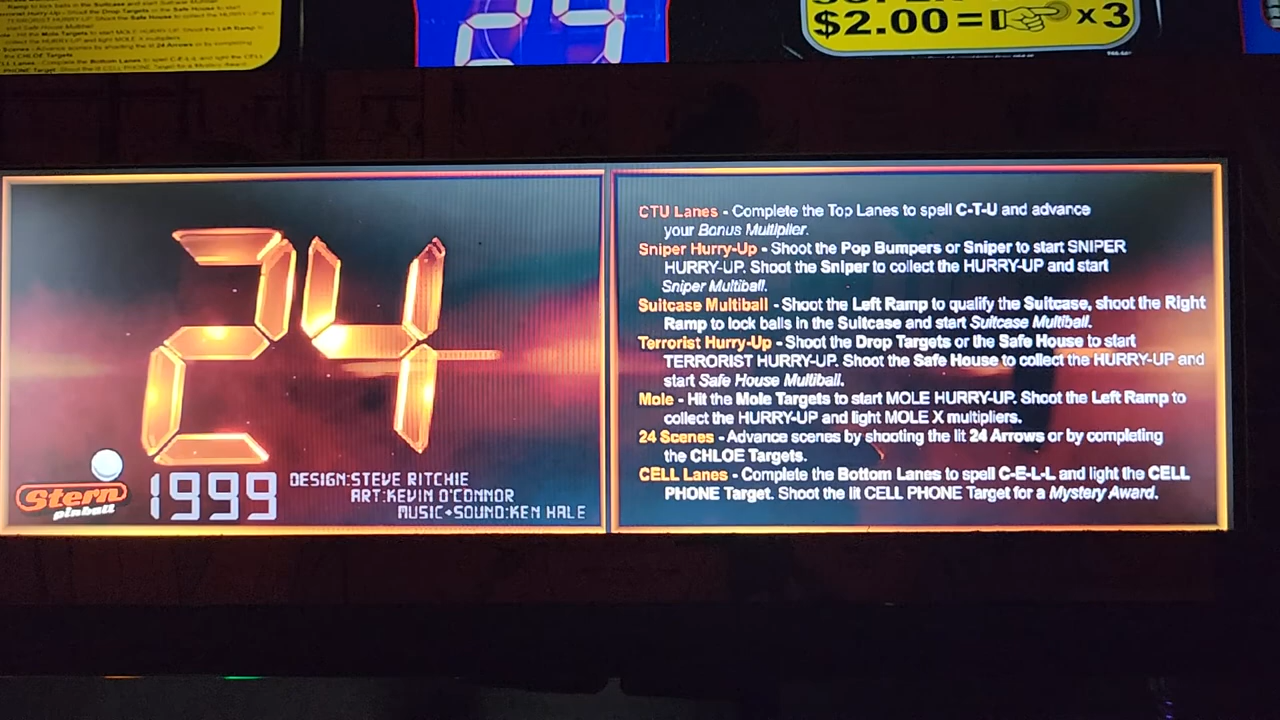 $2.00 = x3
24
Stern
pinball
1999
DESIGN:STEVE RITCHIE
ART:KEVIN O'CONNOR
MUSIC+SOUND:KEN HALE
CTU Lanes - Complete the Top Lanes to spell C-T-U and advance
your Bonus Multiplier.
Sniper Hurry-Up - Shoot the Pop Bumpers or Sniper to start SNIPER
HURRY-UP. Shoot the Sniper to collect the HURRY-UP and start
Sniper Multiball.
Suitcase Multiball - Shoot the Left Ramp to qualify the Suitcase, shoot the Right
Ramp to lock balls in the Suitcase and start Suitcase Multiball.
Terrorist Hurry-Up - Shoot the Drop Targets or the Safe House to start
TERRORIST HURRY-UP. Shoot the Safe House to collect the HURRY-UP and
start Safe House Multiball.
Mole - Hit the Mole Targets to start MOLE HURRY-UP. Shoot the Left Ramp to
collect the HURRY-UP and light MOLE X multipliers.
24 Scenes - Advance scenes by shooting the lit 24 Arrows or by completing
the CHLOE Targets.
CELL Lanes - Complete the Bottom Lanes to spell C-E-L-L and light the CELL
PHONE Target. Shoot the lit CELL PHONE Target for a Mystery Award.